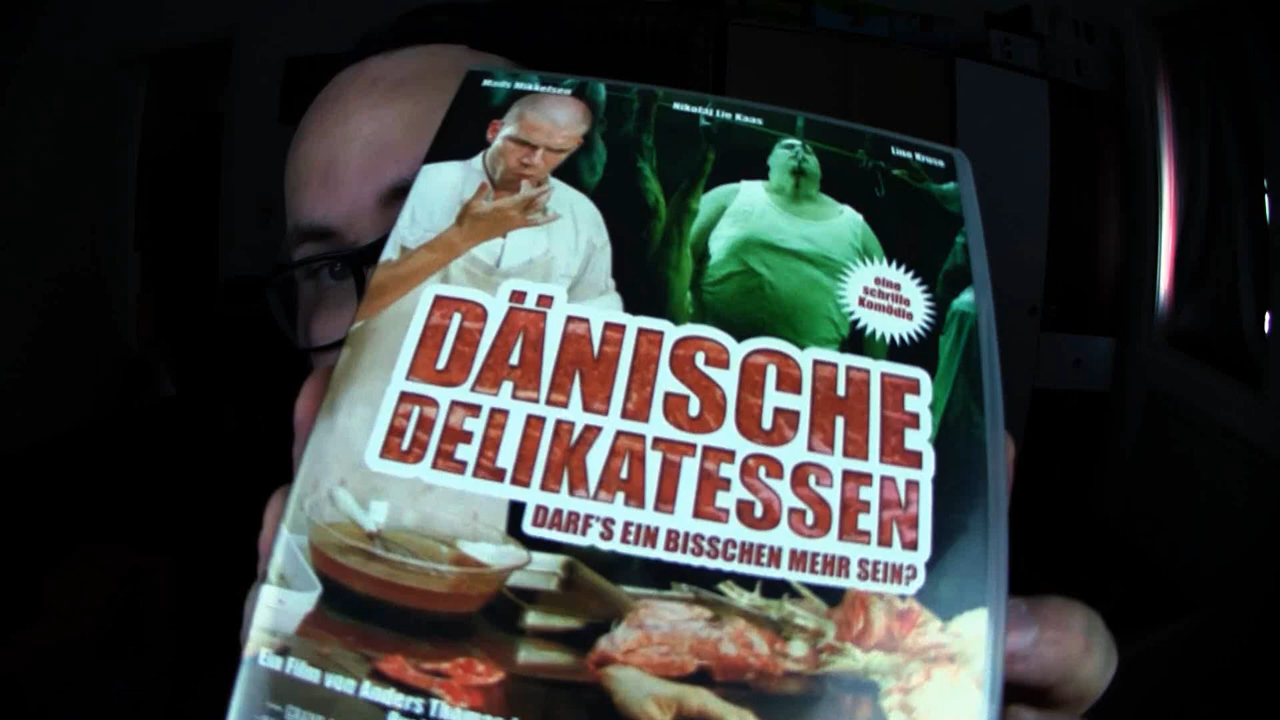 Mads Mikkelsen
Nikolaj Lie Kaas
Line Kruse
eine
schrille
Komödie
DÄNISCHE
DELIKATESSEN
DARF'S EIN BISSCHEN MEHR SEIN?
Ein Film von Anders Thomas